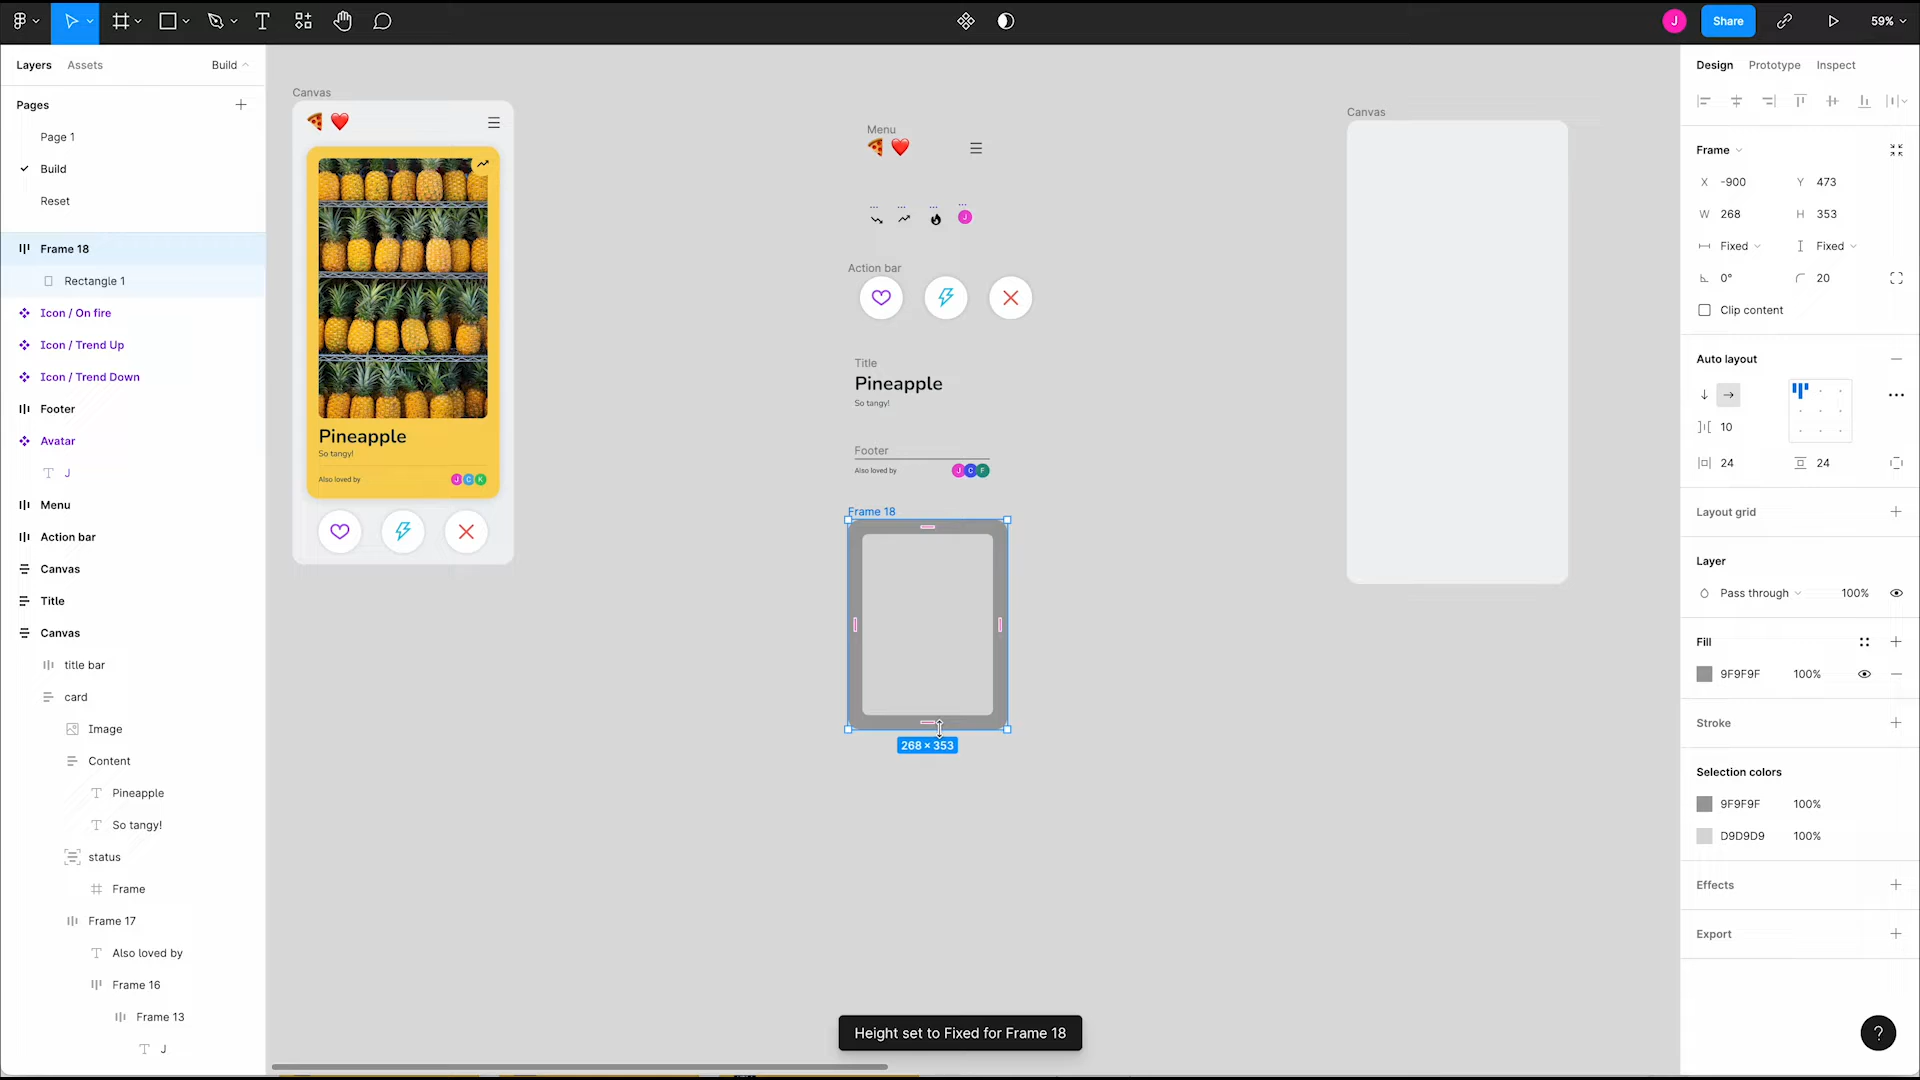 J
Share
59%
Layers
Assets
Build
Pages
Page 1
Build
Reset
Frame 18
Rectangle 1
Icon / On fire
Icon / Trend Up
Icon / Trend Down
Footer
Avatar
J
Menu
Action bar
Canvas
Title
Canvas
title bar
card
Image
Content
Pineapple
So tangy!
status
Frame
Frame 17
Also loved by
Frame 16
Frame 13
J
Canvas
Pineapple
So tangy!
Also loved by
J C K
Menu
... ... ... ...
J
Action bar
Title
Pineapple
So tangy!
Footer
Also loved by
J C F
Frame 18
268 × 353
Height set to Fixed for Frame 18
Canvas
Design
Prototype
Inspect
Frame
X -900
Y 473
W 268
H 353
Fixed
Fixed
0°
20
Clip content
Auto layout
10
24
24
Layout grid
Layer
Pass through
100%
Fill
9F9F9F
100%
Stroke
Selection colors
9F9F9F
100%
D9D9D9
100%
Effects
Export
?